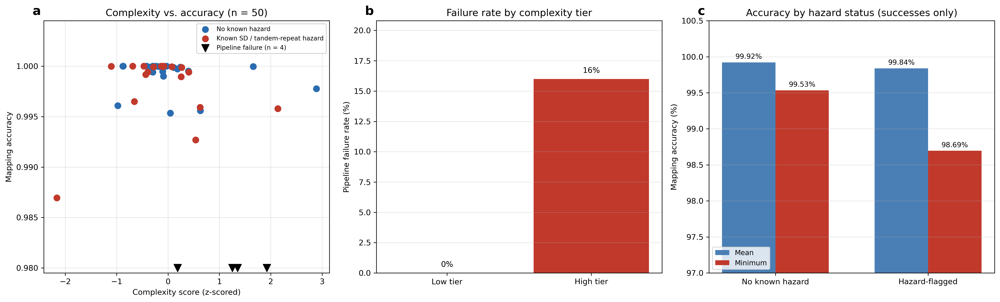 a
Complexity vs. accuracy (n = 50)
No known hazard
Known SD / tandem-repeat hazard
Pipeline failure (n = 4)
Mapping accuracy
1.000
0.995
0.990
0.985
0.980
−2
−1
0
1
2
3
Complexity score (z-scored)
b
Failure rate by complexity tier
Pipeline failure rate (%)
20.0
17.5
15.0
12.5
10.0
7.5
5.0
2.5
0.0
16%
0%
Low tier
High tier
c
Accuracy by hazard status (successes only)
Mapping accuracy (%)
100.5
100.0
99.5
99.0
98.5
98.0
97.5
97.0
99.92%
99.53%
99.84%
98.69%
Mean
Minimum
No known hazard
Hazard-flagged